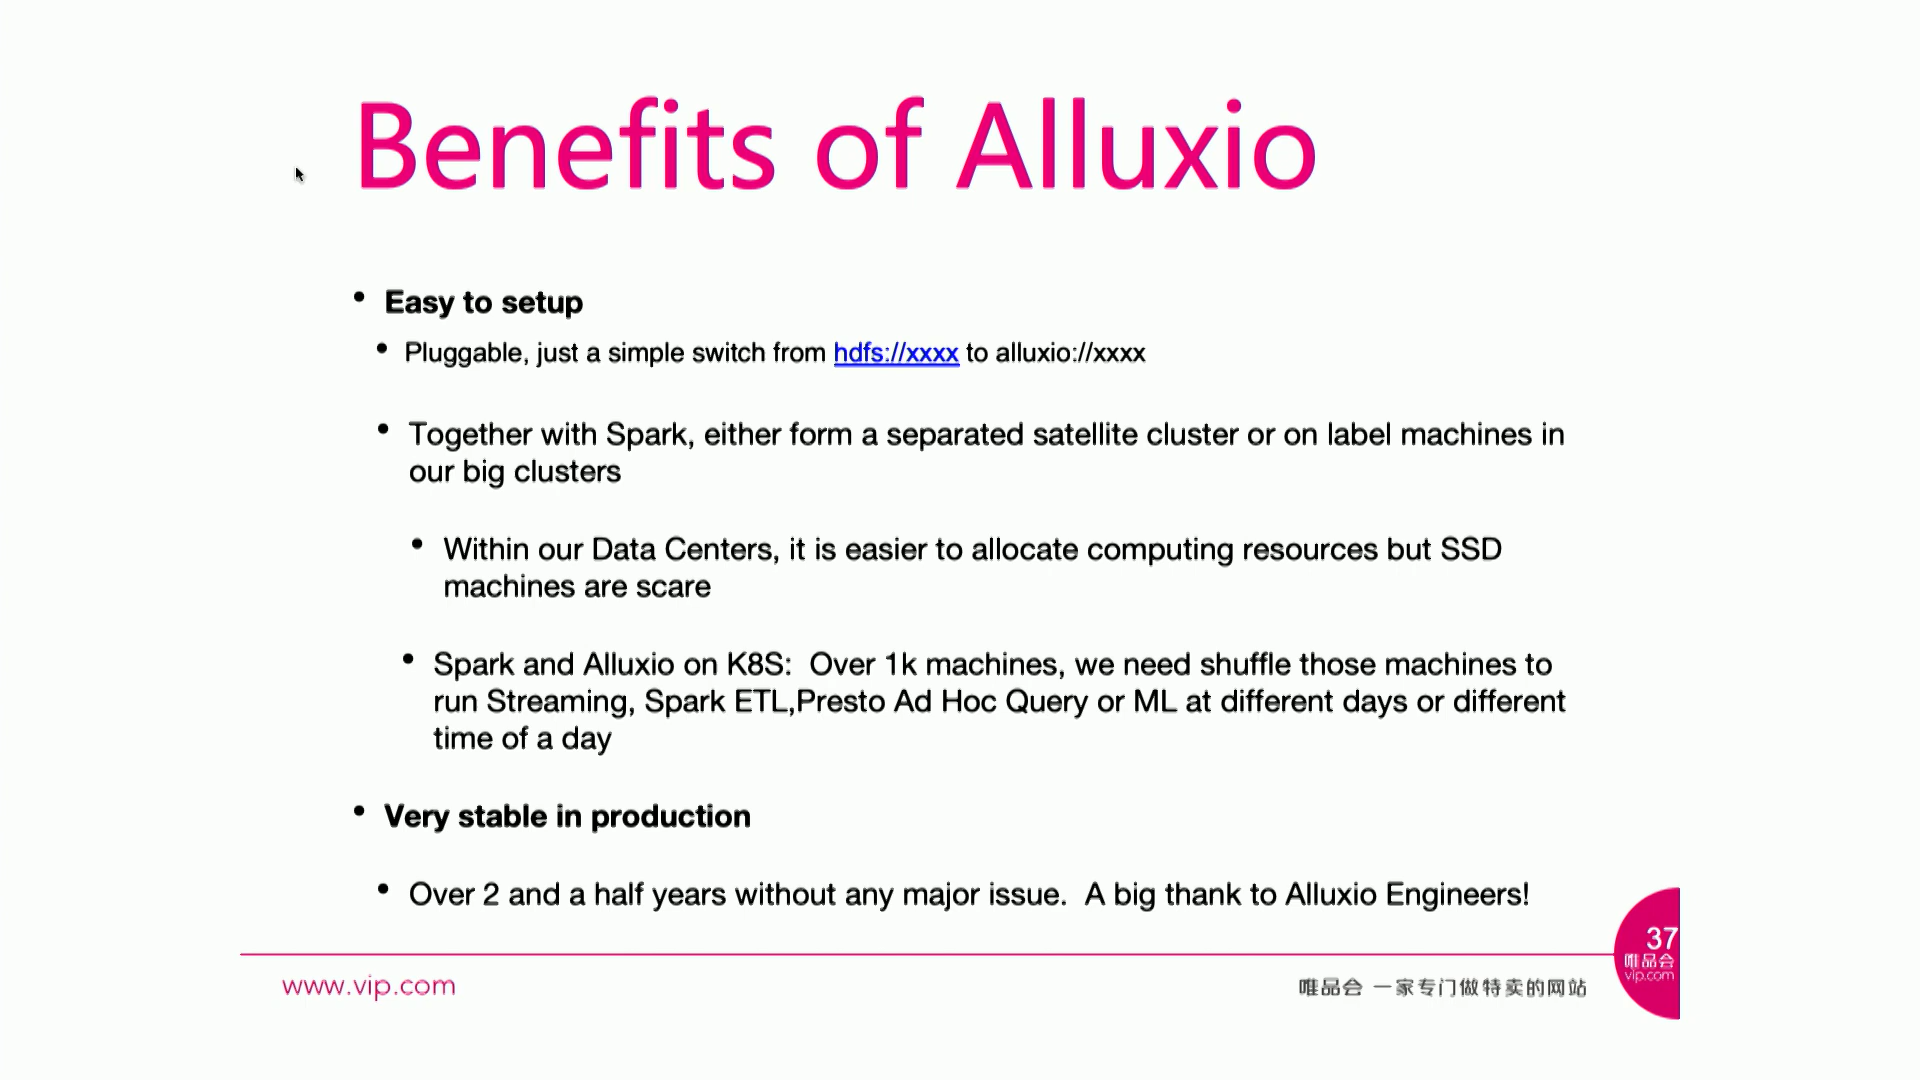 Benefits of Alluxio
• Easy to setup
• Pluggable, just a simple switch from hdfs://xxxx to alluxio://xxxx
• Together with Spark, either form a separated satellite cluster or on label machines in
our big clusters
• Within our Data Centers, it is easier to allocate computing resources but SSD
machines are scare
• Spark and Alluxio on K8S:  Over 1k machines, we need shuffle those machines to
run Streaming, Spark ETL,Presto Ad Hoc Query or ML at different days or different
time of a day
• Very stable in production
• Over 2 and a half years without any major issue.  A big thank to Alluxio Engineers!
37
唯品会
vip.com
www.vip.com
唯品会 一家专门做特卖的网站